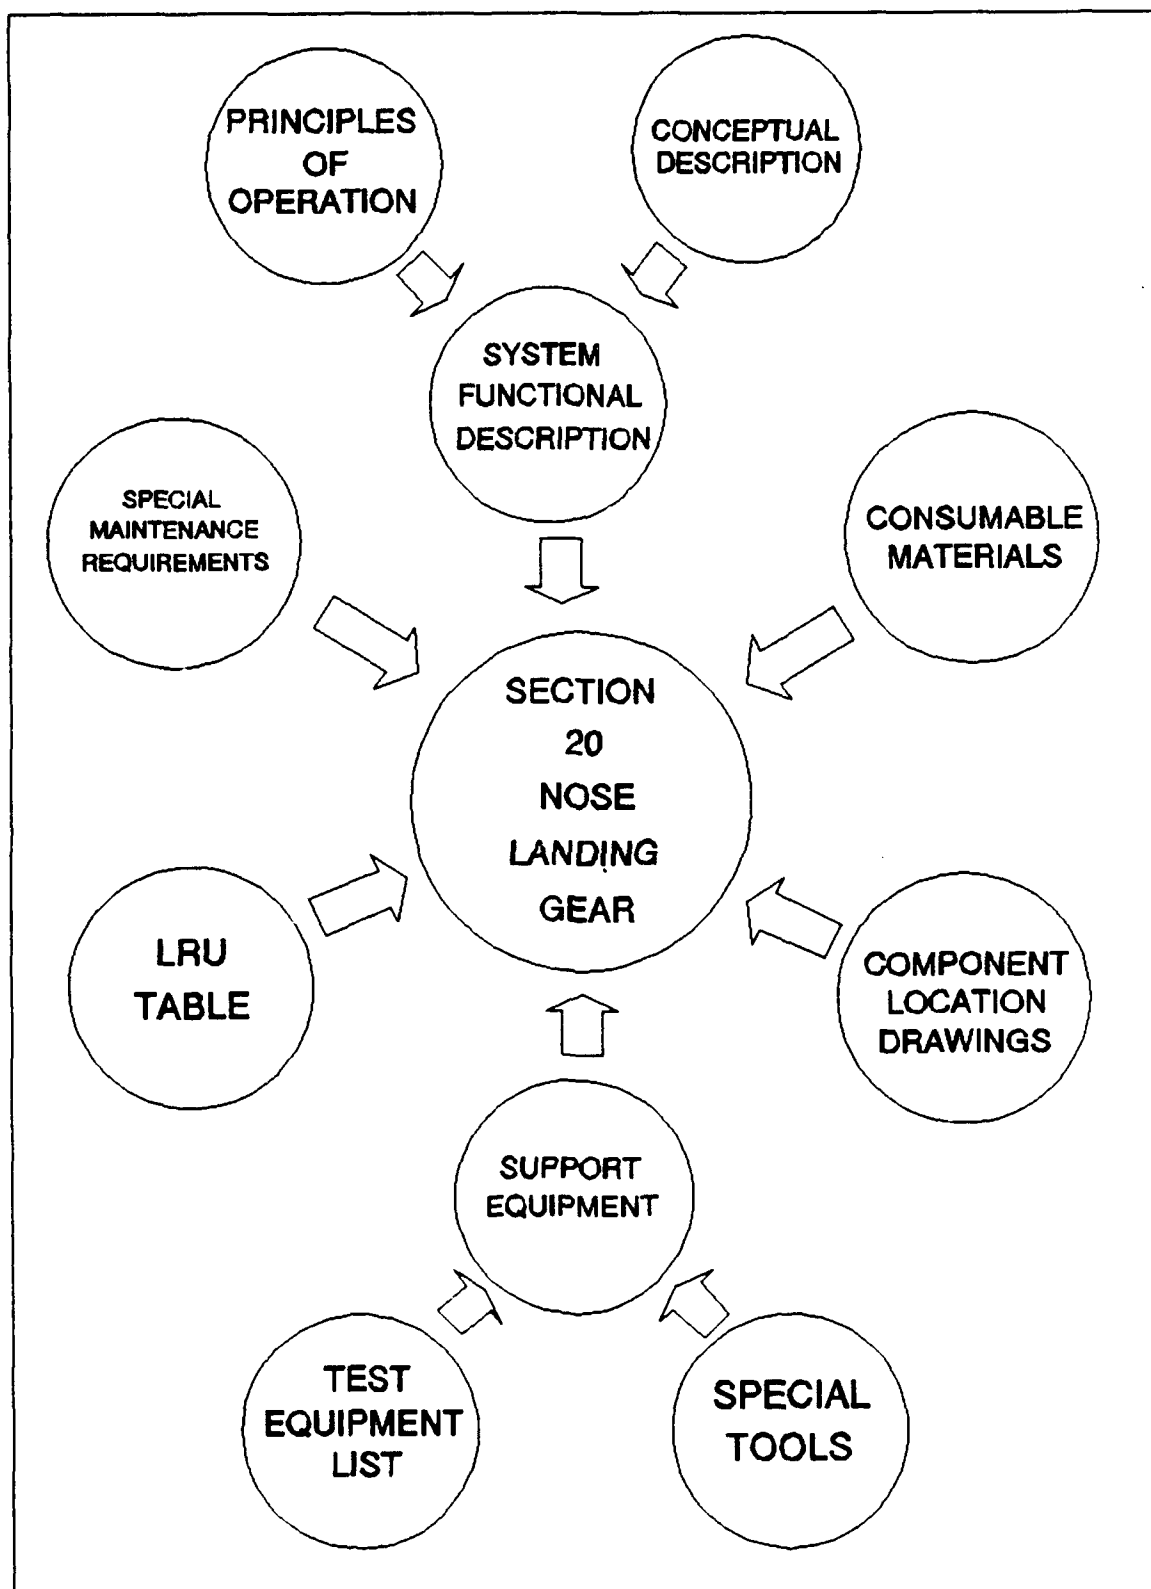 PRINCIPLES
OF
OPERATION
CONCEPTUAL
DESCRIPTION
SYSTEM
FUNCTIONAL
DESCRIPTION
SPECIAL
MAINTENANCE
REQUIREMENTS
CONSUMABLE
MATERIALS
SECTION
20
NOSE
LANDING
GEAR
LRU
TABLE
COMPONENT
LOCATION
DRAWINGS
SUPPORT
EQUIPMENT
TEST
EQUIPMENT
LIST
SPECIAL
TOOLS